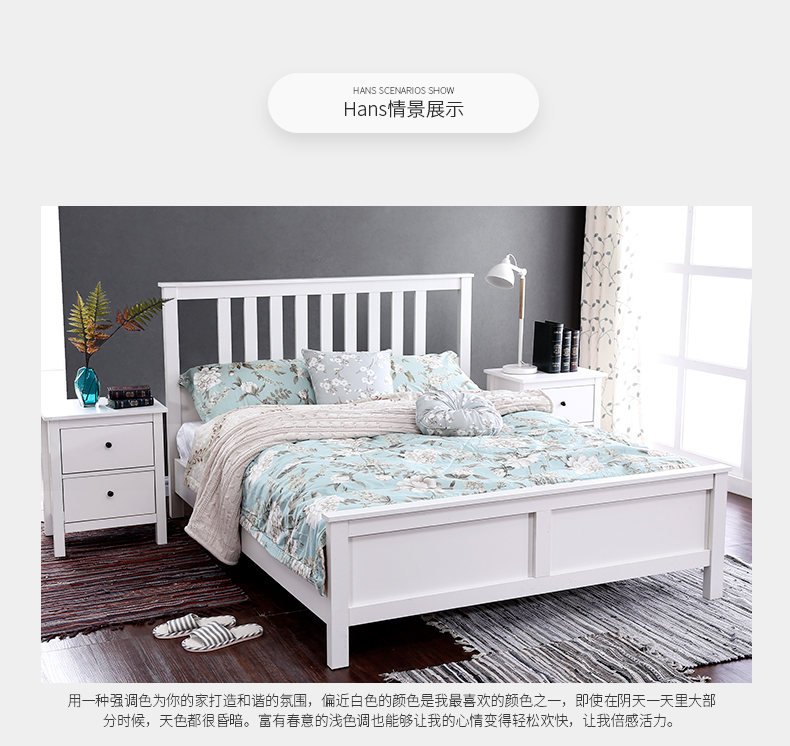 HANS SCENARIOS SHOW
Hans情景展示
用一种强调色为你的家打造和谐的氛围，偏近白色的颜色是我最喜欢的颜色之一，即使在阴天一天里大部
分时候，天色都很昏暗。富有春意的浅色调也能够让我的心情变得轻松欢快，让我倍感活力。